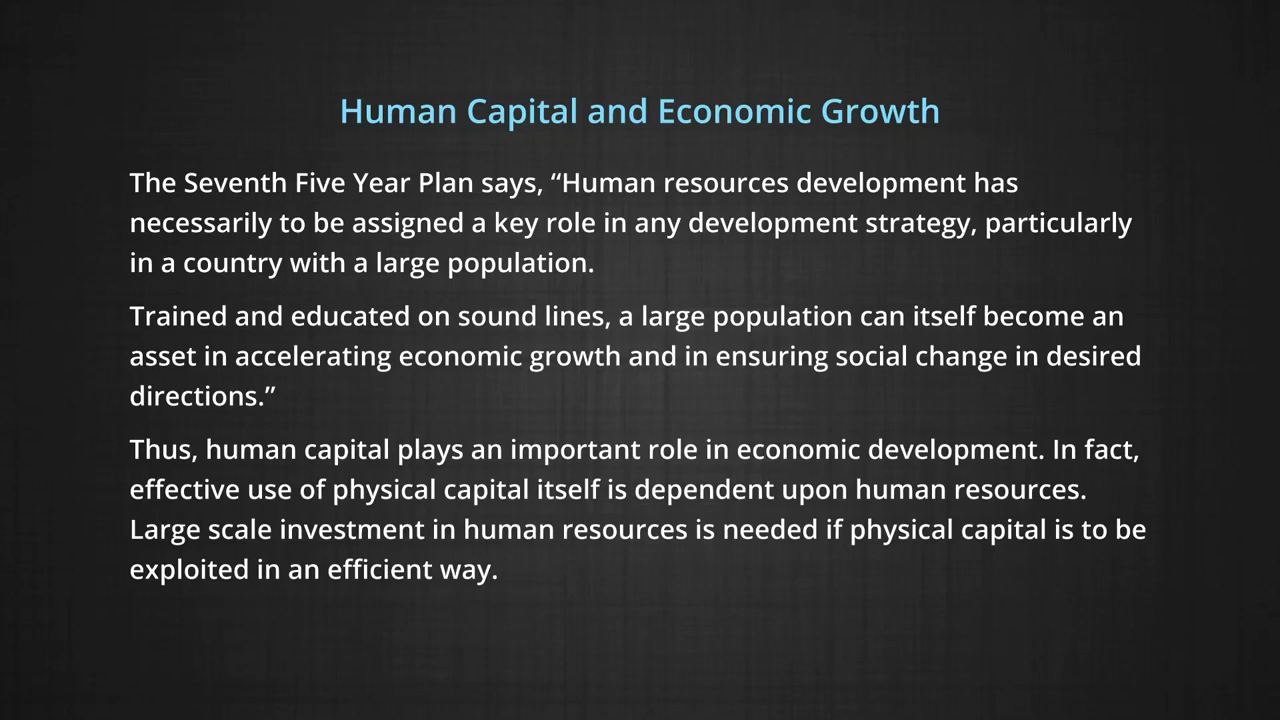 Human Capital and Economic Growth
The Seventh Five Year Plan says, “Human resources development has
necessarily to be assigned a key role in any development strategy, particularly
in a country with a large population.
Trained and educated on sound lines, a large population can itself become an
asset in accelerating economic growth and in ensuring social change in desired
directions.”
Thus, human capital plays an important role in economic development. In fact,
effective use of physical capital itself is dependent upon human resources.
Large scale investment in human resources is needed if physical capital is to be
exploited in an efficient way.